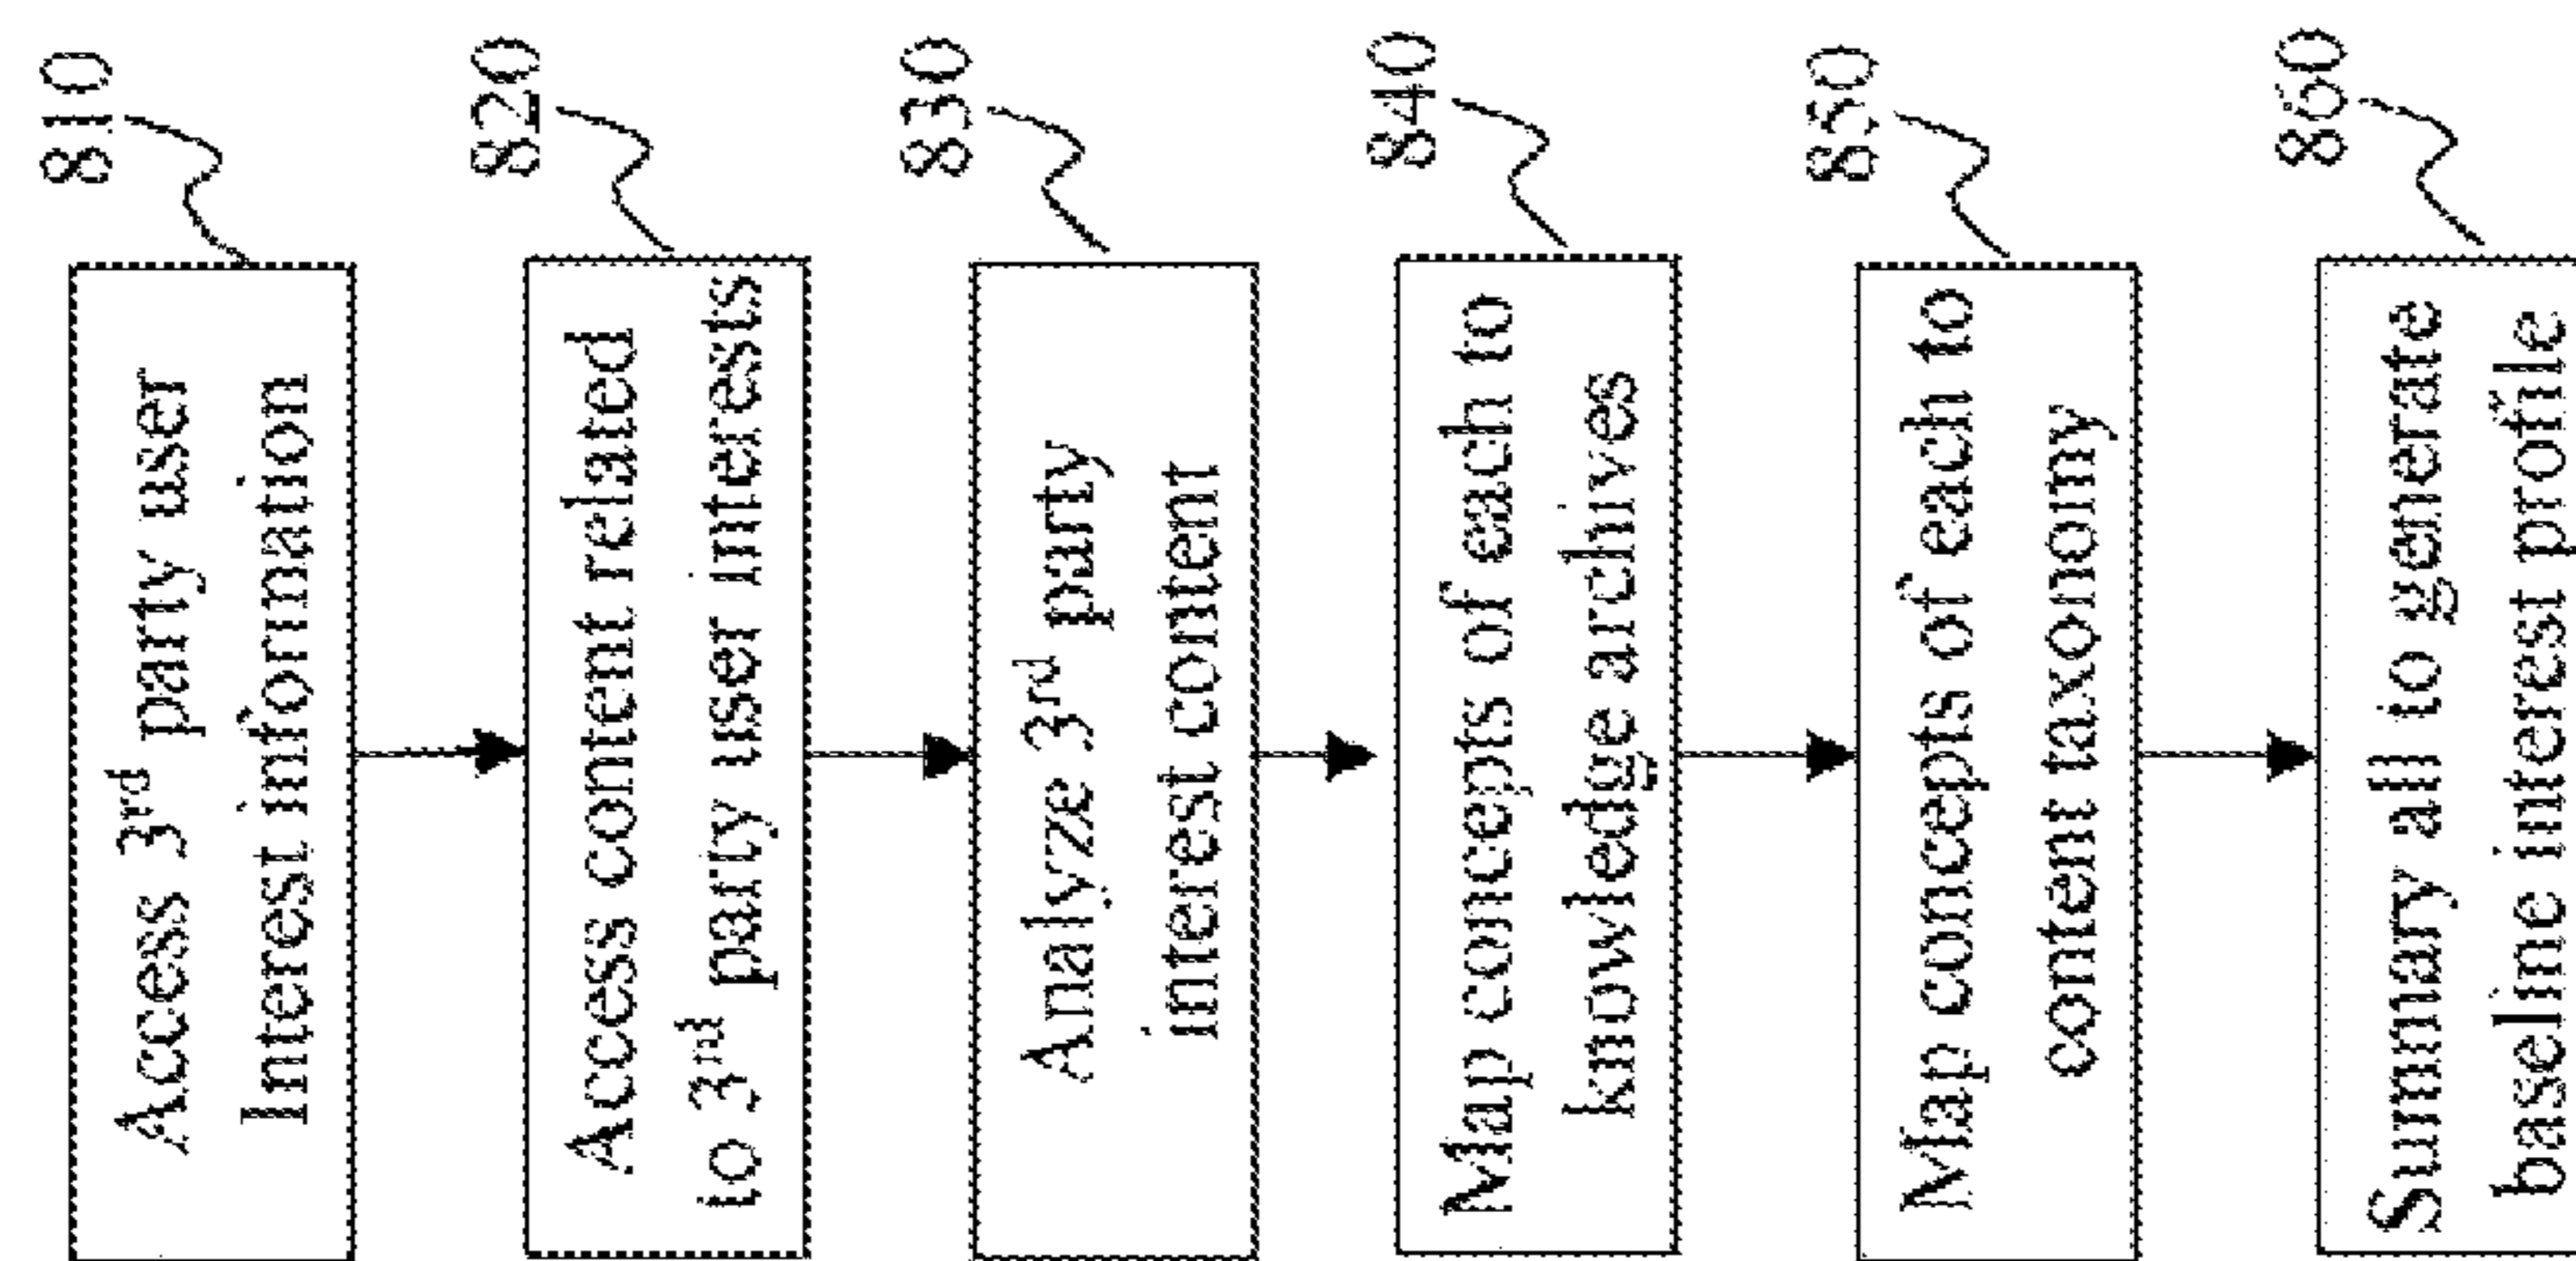 810
Access 3rd party user
Interest information
820
Access content related
to 3rd party user interests
830
Analyze 3rd party
interest content
840
Map concepts of each to
knowledge archives
850
Map concepts of each to
content taxonomy
860
Summary all to generate
baseline interest profile